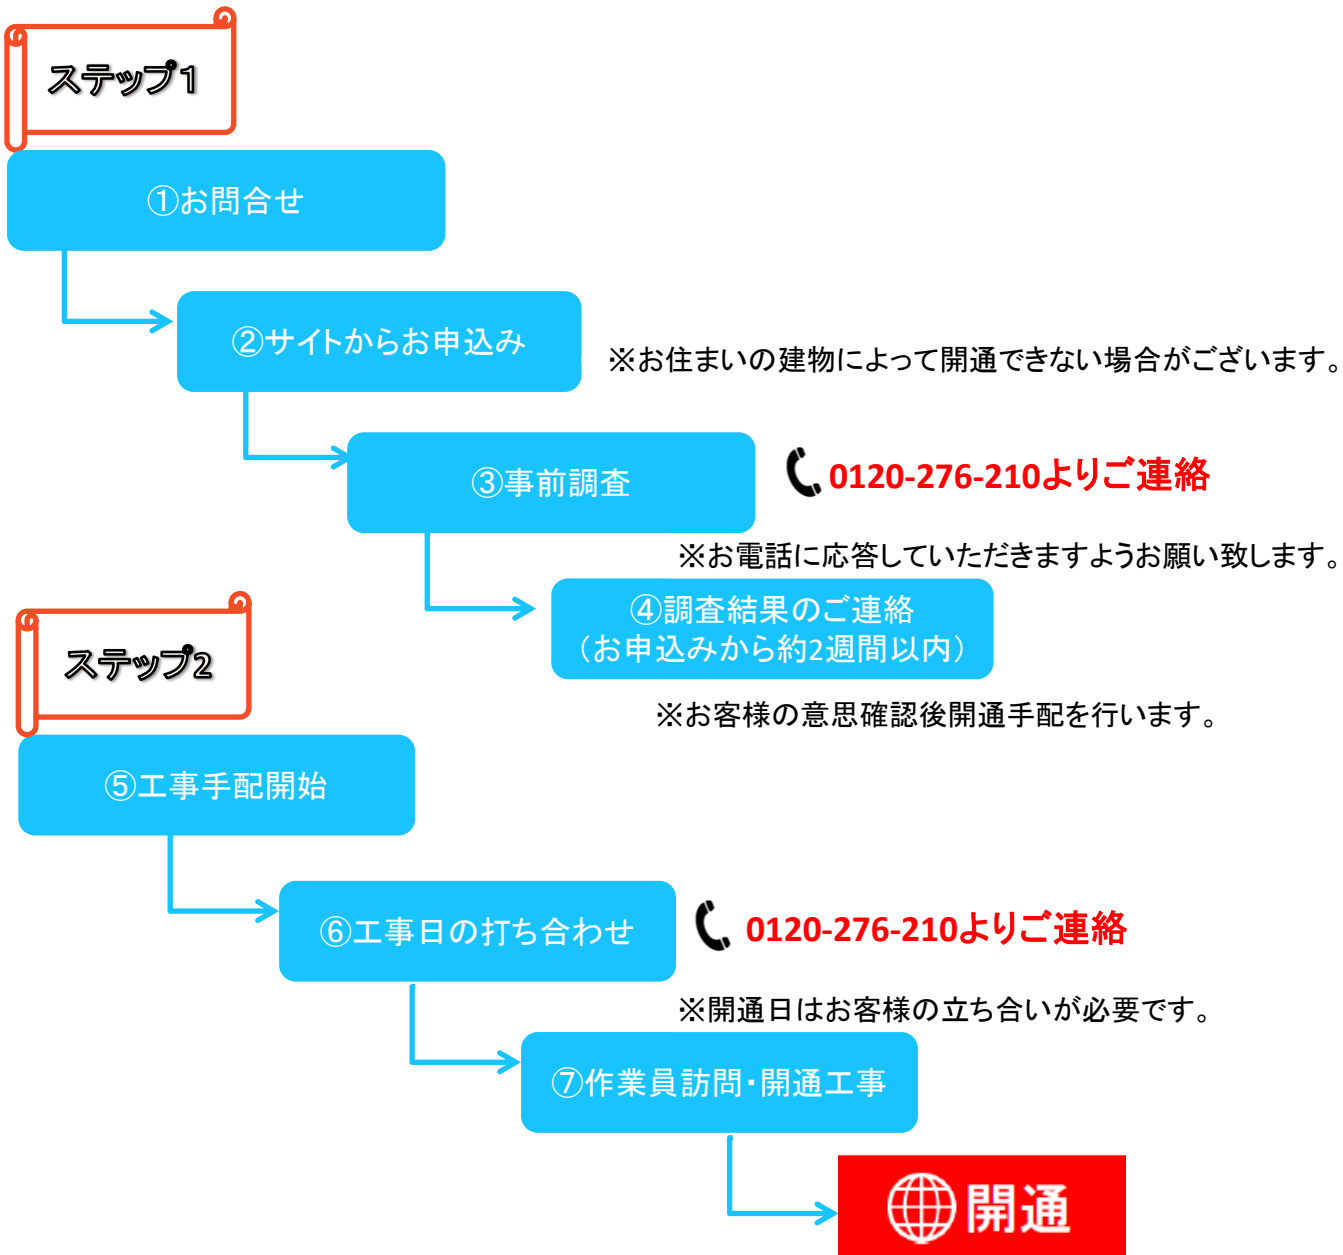 ステップ1
①お問合せ
②サイトからお申込み
※お住まいの建物によって開通できない場合がございます。
③事前調査
0120-276-210よりご連絡
※お電話に応答していただきますようお願い致します。
④調査結果のご連絡
（お申込みから約2週間以内）
※お客様の意思確認後開通手配を行います。
ステップ2
⑤工事手配開始
⑥工事日の打ち合わせ
0120-276-210よりご連絡
※開通日はお客様の立ち合いが必要です。
⑦作業員訪問・開通工事
開通